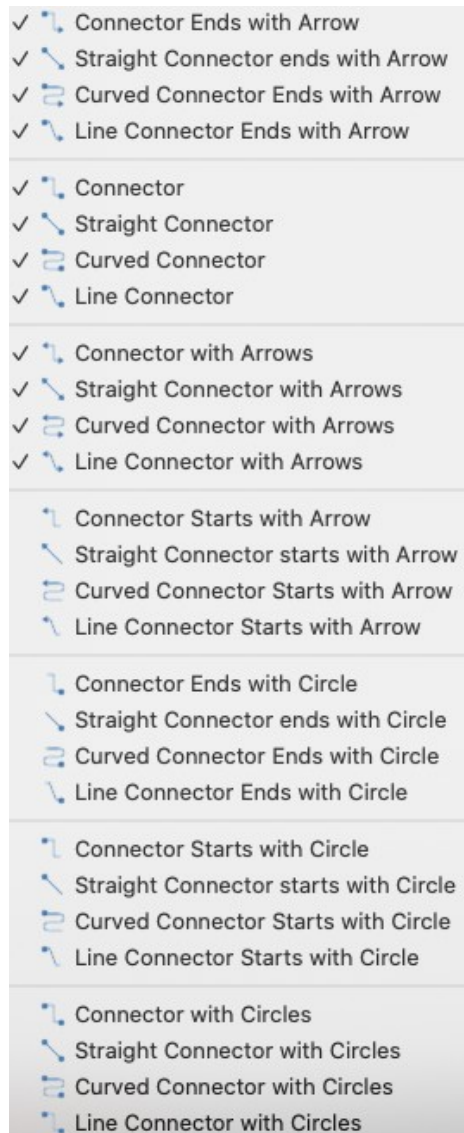 Connector Ends with Arrow
Straight Connector ends with Arrow
Curved Connector Ends with Arrow
Line Connector Ends with Arrow
Connector
Straight Connector
Curved Connector
Line Connector
Connector with Arrows
Straight Connector with Arrows
Curved Connector with Arrows
Line Connector with Arrows
Connector Starts with Arrow
Straight Connector starts with Arrow
Curved Connector Starts with Arrow
Line Connector Starts with Arrow
Connector Ends with Circle
Straight Connector ends with Circle
Curved Connector Ends with Circle
Line Connector Ends with Circle
Connector Starts with Circle
Straight Connector starts with Circle
Curved Connector Starts with Circle
Line Connector Starts with Circle
Connector with Circles
Straight Connector with Circles
Curved Connector with Circles
Line Connector with Circles